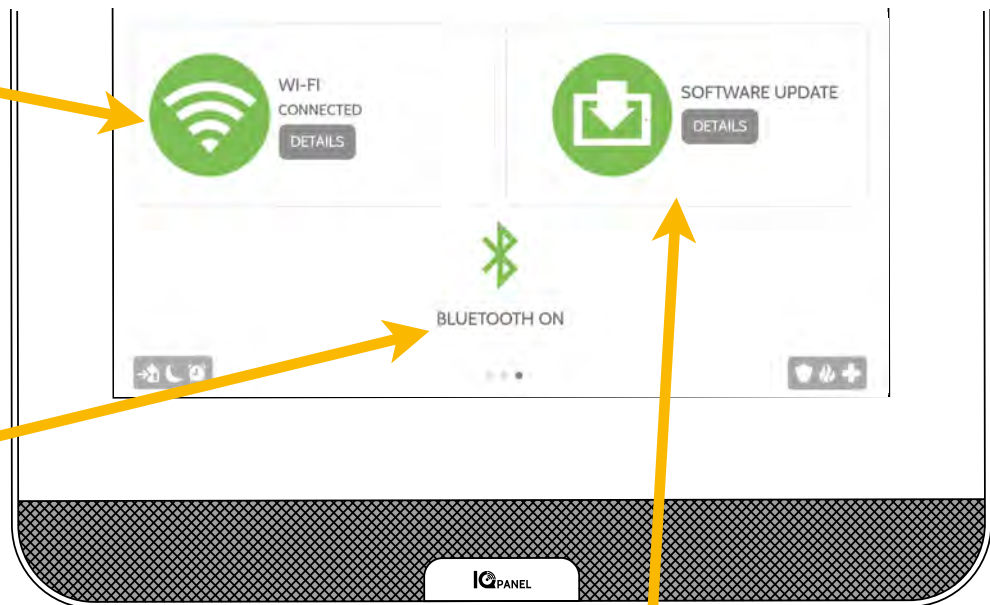 WI-FI
CONNECTED
DETAILS
SOFTWARE UPDATE
DETAILS
BLUETOOTH ON
IQ PANEL